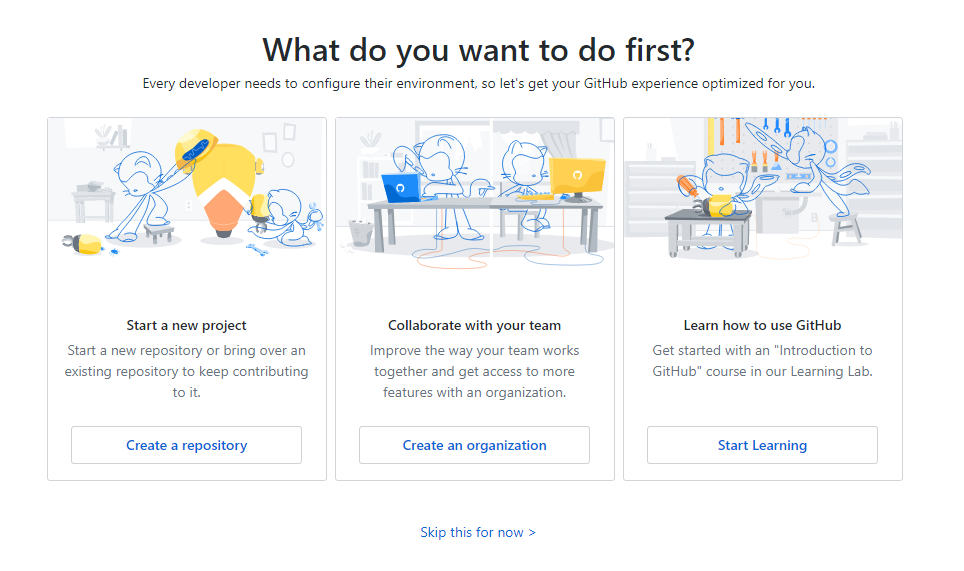 What do you want to do first?
Every developer needs to configure their environment, so let's get your GitHub experience optimized for you.
Start a new project
Start a new repository or bring over an
existing repository to keep contributing
to it.
Create a repository
Collaborate with your team
Improve the way your team works
together and get access to more
features with an organization.
Create an organization
Learn how to use GitHub
Get started with an "Introduction to
GitHub" course in our Learning Lab.
Start Learning
Skip this for now >